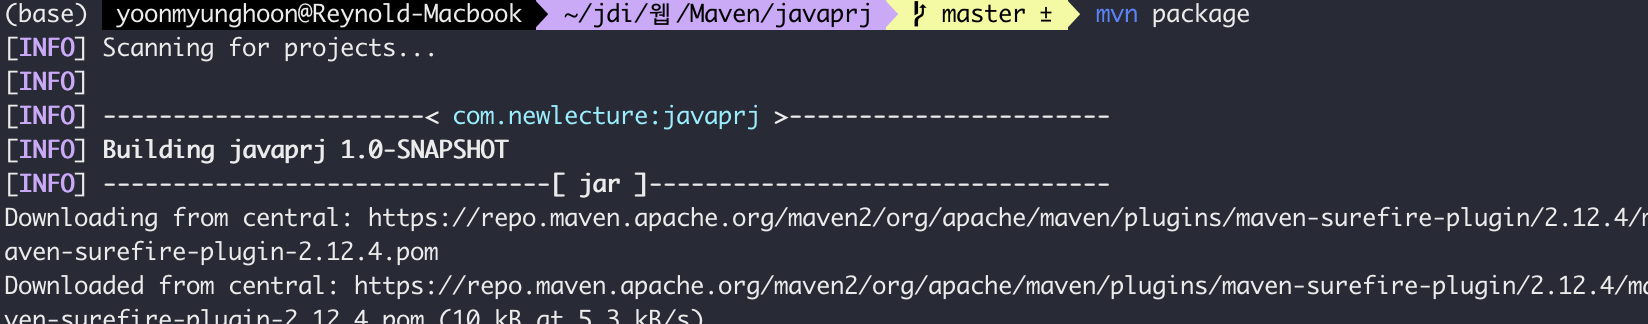 (base) yoonmyunghoon@Reynold-Macbook ~/jdi/웹/Maven/javaprj master ± mvn package
[INFO] Scanning for projects...
[INFO]
[INFO] -----------------------< com.newlecture:javaprj >-----------------------
[INFO] Building javaprj 1.0-SNAPSHOT
[INFO] --------------------------------[ jar ]---------------------------------
Downloading from central: https://repo.maven.apache.org/maven2/org/apache/maven/plugins/maven-surefire-plugin/2.12.4/m
aven-surefire-plugin-2.12.4.pom
Downloaded from central: https://repo.maven.apache.org/maven2/org/apache/maven/plugins/maven-surefire-plugin/2.12.4/ma
ven-surefire-plugin-2.12.4.pom (10 kB at 5.3 kB/s)